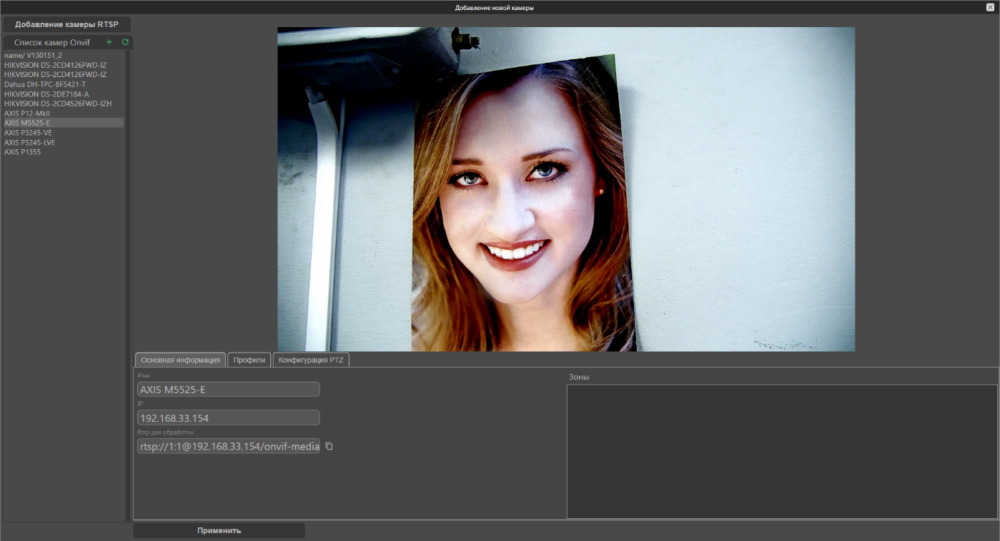 Добавление новой камеры
Добавление камеры RTSP
Список камер Onvif
name/ V130151_2
HIKVISION DS-2CD4126FWD-IZ
HIKVISION DS-2CD4126FWD-IZ
Dahua DH-TPC-BF5421-T
HIKVISION DS-2DE7184-A
HIKVISION DS-2CD4526FWD-IZH
AXIS P12-MkII
AXIS M5525-E
AXIS P3245-VE
AXIS P3245-LVE
AXIS P1355
Основная информация Профили Конфигурация PTZ
Имя
AXIS M5525-E
IP
192.168.33.154
Rtsp для обработки
rtsp://1:1@192.168.33.154/onvif-media
Зоны
Применить